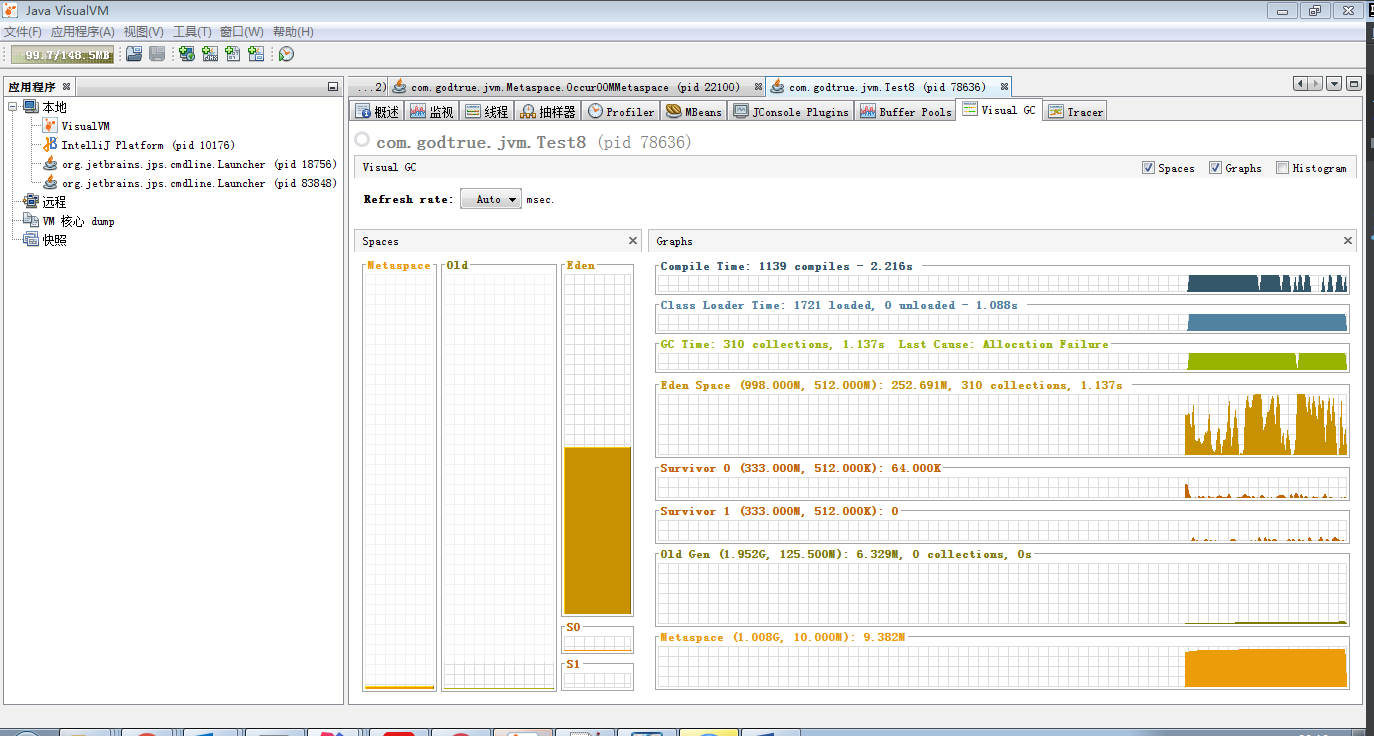 Java VisualVM
文件(F) 应用程序(A) 视图(V) 工具(T) 窗口(W) 帮助(H)
99.7/148.5MB
应用程序
本地
VisualVM
IntelliJ Platform (pid 10176)
org.jetbrains.jps.cmdline.Launcher (pid 18756)
org.jetbrains.jps.cmdline.Launcher (pid 83848)
远程
VM 核心 dump
快照
...2) com.godtrue.jvm.Metaspace.OccurOOMMetaspace (pid 22100) com.godtrue.jvm.Test8 (pid 78636)
概述 监视 线程 抽样器 Profiler MBeans JConsole Plugins Buffer Pools Visual GC Tracer
com.godtrue.jvm.Test8 (pid 78636)
Visual GC Spaces Graphs Histogram
Refresh rate: Auto msec.
Spaces
Metaspace Old Eden
S0
S1
Graphs
Compile Time: 1139 compiles - 2.216s
Class Loader Time: 1721 loaded, 0 unloaded - 1.088s
GC Time: 310 collections, 1.137s Last Cause: Allocation Failure
Eden Space (998.000M, 512.000M): 252.691M, 310 collections, 1.137s
Survivor 0 (333.000M, 512.000K): 64.000K
Survivor 1 (333.000M, 512.000K): 0
Old Gen (1.952G, 125.500M): 6.329M, 0 collections, 0s
Metaspace (1.008G, 10.000M): 9.382M